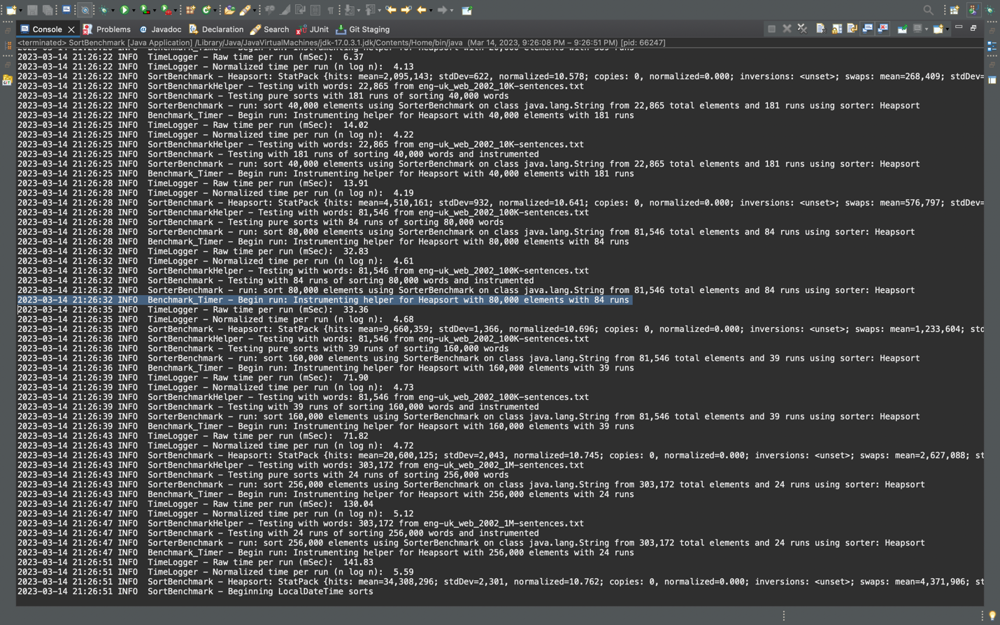 Console Problems Javadoc Declaration Search JUnit Git Staging
<terminated> SortBenchmark [Java Application] /Library/Java/JavaVirtualMachines/jdk-17.0.3.1.jdk/Contents/Home/bin/java (Mar 14, 2023, 9:26:08 PM – 9:26:51 PM) [pid: 66247]
2023-03-14 21:26:22 INFO TimeLogger - Raw time per run (mSec): 6.37
2023-03-14 21:26:22 INFO TimeLogger - Normalized time per run (n log n): 4.13
2023-03-14 21:26:22 INFO SortBenchmark - Heapsort: StatPack {hits: mean=2,095,143; stdDev=622, normalized=10.578; copies: 0, normalized=0.000; inversions: <unset>; swaps: mean=268,409; stdDev=
2023-03-14 21:26:22 INFO SortBenchmarkHelper - Testing with words: 22,865 from eng-uk_web_2002_10K-sentences.txt
2023-03-14 21:26:22 INFO SortBenchmark - Testing pure sorts with 181 runs of sorting 40,000 words
2023-03-14 21:26:22 INFO SorterBenchmark - run: sort 40,000 elements using SorterBenchmark on class java.lang.String from 22,865 total elements and 181 runs using sorter: Heapsort
2023-03-14 21:26:22 INFO Benchmark_Timer - Begin run: Instrumenting helper for Heapsort with 40,000 elements with 181 runs
2023-03-14 21:26:25 INFO TimeLogger - Raw time per run (mSec): 14.02
2023-03-14 21:26:25 INFO TimeLogger - Normalized time per run (n log n): 4.22
2023-03-14 21:26:25 INFO SortBenchmarkHelper - Testing with words: 22,865 from eng-uk_web_2002_10K-sentences.txt
2023-03-14 21:26:25 INFO SortBenchmark - Testing with 181 runs of sorting 40,000 words and instrumented
2023-03-14 21:26:25 INFO SorterBenchmark - run: sort 40,000 elements using SorterBenchmark on class java.lang.String from 22,865 total elements and 181 runs using sorter: Heapsort
2023-03-14 21:26:25 INFO Benchmark_Timer - Begin run: Instrumenting helper for Heapsort with 40,000 elements with 181 runs
2023-03-14 21:26:28 INFO TimeLogger - Raw time per run (mSec): 13.91
2023-03-14 21:26:28 INFO TimeLogger - Normalized time per run (n log n): 4.19
2023-03-14 21:26:28 INFO SortBenchmark - Heapsort: StatPack {hits: mean=4,510,161; stdDev=932, normalized=10.641; copies: 0, normalized=0.000; inversions: <unset>; swaps: mean=576,797; stdDev=
2023-03-14 21:26:28 INFO SortBenchmarkHelper - Testing with words: 81,546 from eng-uk_web_2002_100K-sentences.txt
2023-03-14 21:26:28 INFO SortBenchmark - Testing pure sorts with 84 runs of sorting 80,000 words
2023-03-14 21:26:28 INFO SorterBenchmark - run: sort 80,000 elements using SorterBenchmark on class java.lang.String from 81,546 total elements and 84 runs using sorter: Heapsort
2023-03-14 21:26:28 INFO Benchmark_Timer - Begin run: Instrumenting helper for Heapsort with 80,000 elements with 84 runs
2023-03-14 21:26:32 INFO TimeLogger - Raw time per run (mSec): 32.83
2023-03-14 21:26:32 INFO TimeLogger - Normalized time per run (n log n): 4.61
2023-03-14 21:26:32 INFO SortBenchmarkHelper - Testing with words: 81,546 from eng-uk_web_2002_100K-sentences.txt
2023-03-14 21:26:32 INFO SortBenchmark - Testing with 84 runs of sorting 80,000 words and instrumented
2023-03-14 21:26:32 INFO SorterBenchmark - run: sort 80,000 elements using SorterBenchmark on class java.lang.String from 81,546 total elements and 84 runs using sorter: Heapsort
2023-03-14 21:26:32 INFO Benchmark_Timer - Begin run: Instrumenting helper for Heapsort with 80,000 elements with 84 runs
2023-03-14 21:26:35 INFO TimeLogger - Raw time per run (mSec): 33.36
2023-03-14 21:26:35 INFO TimeLogger - Normalized time per run (n log n): 4.68
2023-03-14 21:26:35 INFO SortBenchmark - Heapsort: StatPack {hits: mean=9,660,359; stdDev=1,366, normalized=10.696; copies: 0, normalized=0.000; inversions: <unset>; swaps: mean=1,233,604; std
2023-03-14 21:26:36 INFO SortBenchmarkHelper - Testing with words: 81,546 from eng-uk_web_2002_100K-sentences.txt
2023-03-14 21:26:36 INFO SortBenchmark - Testing pure sorts with 39 runs of sorting 160,000 words
2023-03-14 21:26:36 INFO SorterBenchmark - run: sort 160,000 elements using SorterBenchmark on class java.lang.String from 81,546 total elements and 39 runs using sorter: Heapsort
2023-03-14 21:26:36 INFO Benchmark_Timer - Begin run: Instrumenting helper for Heapsort with 160,000 elements with 39 runs
2023-03-14 21:26:39 INFO TimeLogger - Raw time per run (mSec): 71.90
2023-03-14 21:26:39 INFO TimeLogger - Normalized time per run (n log n): 4.73
2023-03-14 21:26:39 INFO SortBenchmarkHelper - Testing with words: 81,546 from eng-uk_web_2002_100K-sentences.txt
2023-03-14 21:26:39 INFO SortBenchmark - Testing with 39 runs of sorting 160,000 words and instrumented
2023-03-14 21:26:39 INFO SorterBenchmark - run: sort 160,000 elements using SorterBenchmark on class java.lang.String from 81,546 total elements and 39 runs using sorter: Heapsort
2023-03-14 21:26:39 INFO Benchmark_Timer - Begin run: Instrumenting helper for Heapsort with 160,000 elements with 39 runs
2023-03-14 21:26:43 INFO TimeLogger - Raw time per run (mSec): 71.82
2023-03-14 21:26:43 INFO TimeLogger - Normalized time per run (n log n): 4.72
2023-03-14 21:26:43 INFO SortBenchmark - Heapsort: StatPack {hits: mean=20,600,125; stdDev=2,043, normalized=10.745; copies: 0, normalized=0.000; inversions: <unset>; swaps: mean=2,627,088; st
2023-03-14 21:26:43 INFO SortBenchmarkHelper - Testing with words: 303,172 from eng-uk_web_2002_1M-sentences.txt
2023-03-14 21:26:43 INFO SortBenchmark - Testing pure sorts with 24 runs of sorting 256,000 words
2023-03-14 21:26:43 INFO SorterBenchmark - run: sort 256,000 elements using SorterBenchmark on class java.lang.String from 303,172 total elements and 24 runs using sorter: Heapsort
2023-03-14 21:26:43 INFO Benchmark_Timer - Begin run: Instrumenting helper for Heapsort with 256,000 elements with 24 runs
2023-03-14 21:26:47 INFO TimeLogger - Raw time per run (mSec): 130.04
2023-03-14 21:26:47 INFO TimeLogger - Normalized time per run (n log n): 5.12
2023-03-14 21:26:47 INFO SortBenchmarkHelper - Testing with words: 303,172 from eng-uk_web_2002_1M-sentences.txt
2023-03-14 21:26:47 INFO SortBenchmark - Testing with 24 runs of sorting 256,000 words and instrumented
2023-03-14 21:26:47 INFO SorterBenchmark - run: sort 256,000 elements using SorterBenchmark on class java.lang.String from 303,172 total elements and 24 runs using sorter: Heapsort
2023-03-14 21:26:47 INFO Benchmark_Timer - Begin run: Instrumenting helper for Heapsort with 256,000 elements with 24 runs
2023-03-14 21:26:51 INFO TimeLogger - Raw time per run (mSec): 141.83
2023-03-14 21:26:51 INFO TimeLogger - Normalized time per run (n log n): 5.59
2023-03-14 21:26:51 INFO SortBenchmark - Heapsort: StatPack {hits: mean=34,308,296; stdDev=2,301, normalized=10.762; copies: 0, normalized=0.000; inversions: <unset>; swaps: mean=4,371,906; st
2023-03-14 21:26:51 INFO SortBenchmark - Beginning LocalDateTime sorts